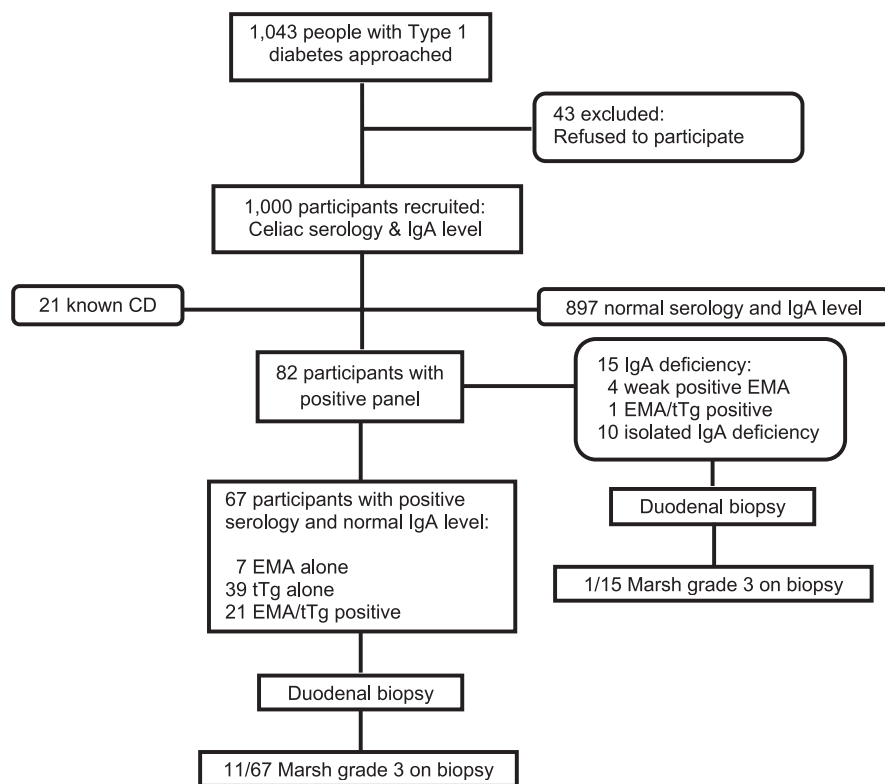 1,043 people with Type 1
diabetes approached
43 excluded:
Refused to participate
1,000 participants recruited:
Celiac serology & IgA level
21 known CD
897 normal serology and IgA level
82 participants with
positive panel
15 IgA deficiency:
4 weak positive EMA
1 EMA/tTg positive
10 isolated IgA deficiency
67 participants with positive
serology and normal IgA level:
7 EMA alone
39 tTg alone
21 EMA/tTg positive
Duodenal biopsy
1/15 Marsh grade 3 on biopsy
Duodenal biopsy
11/67 Marsh grade 3 on biopsy